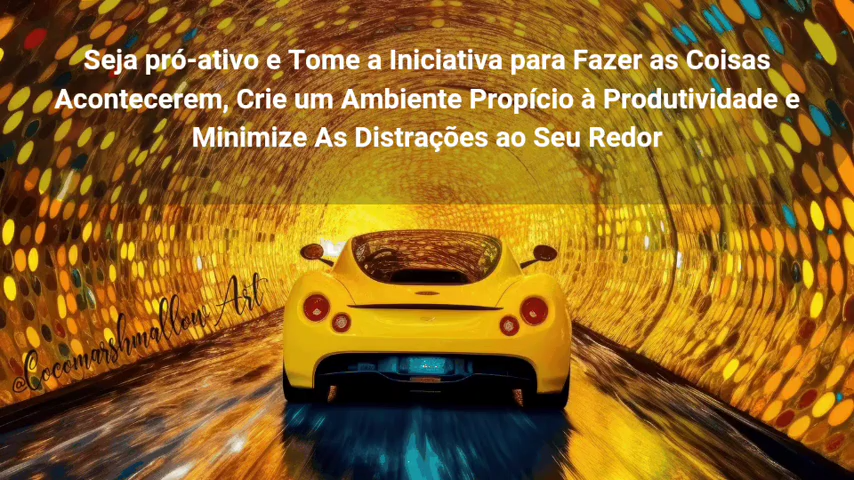 Seja pró-ativo e Tome a Iniciativa para Fazer as Coisas
Acontecerem, Crie um Ambiente Propício à Produtividade e
Minimize As Distrações ao Seu Redor
@Cocomarshmallow Art